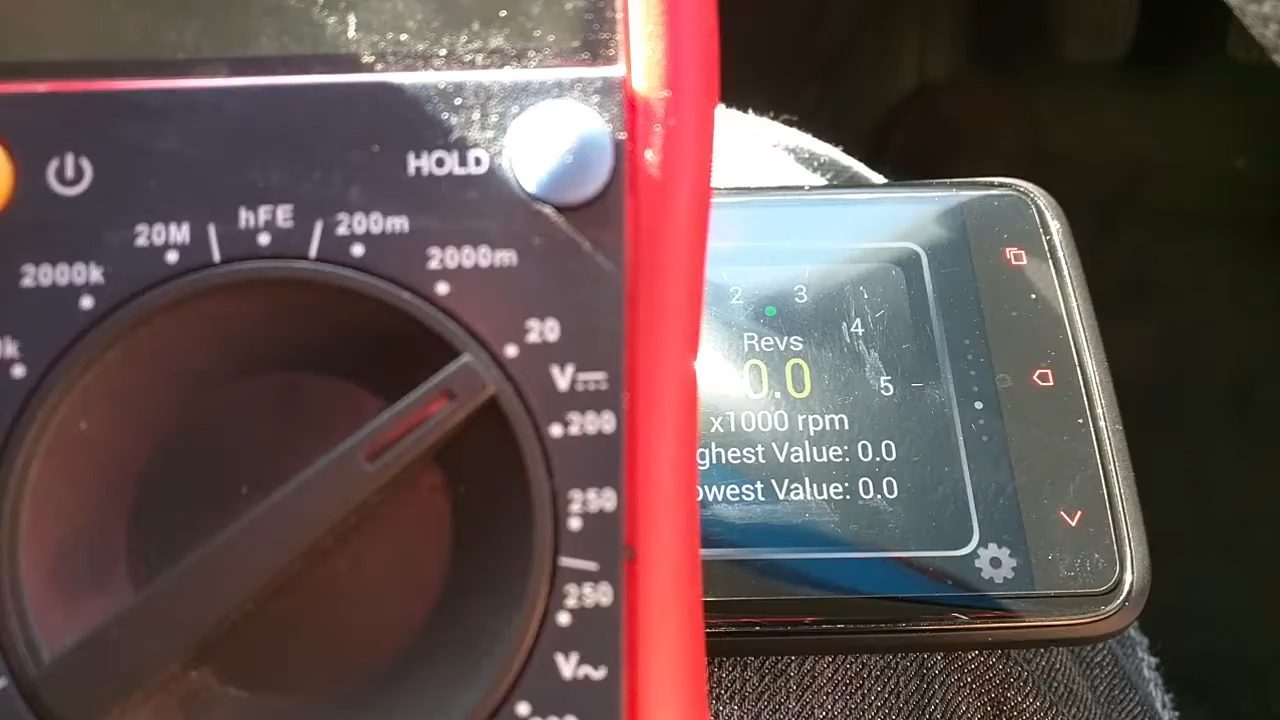 HOLD
hFE
20M
200m
2000k
2000m
20
V
200
250
250
V~
2
3
4
Revs
0.0
5
x1000 rpm
ghest Value: 0.0
owest Value: 0.0